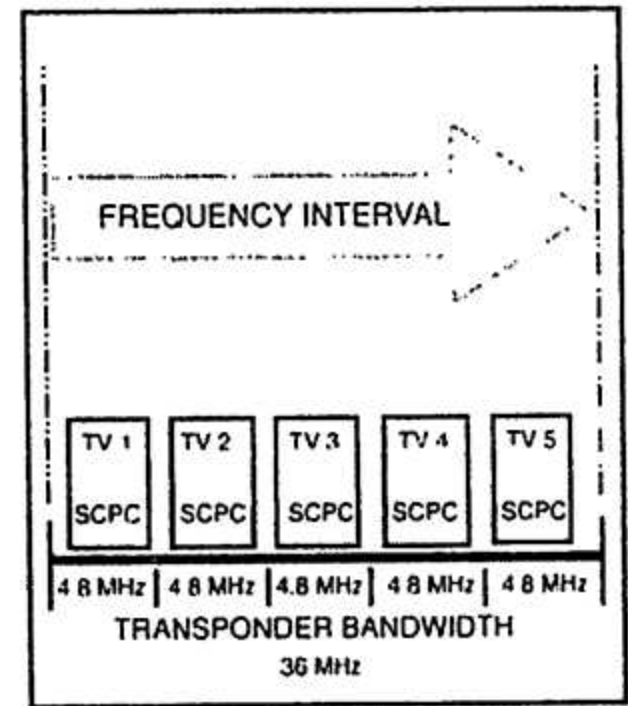 FREQUENCY INTERVAL
TV 1 TV 2 TV 3 TV 4 TV 5
SCPC SCPC SCPC SCPC SCPC
4 8 MHz 4 8 MHz 4.8 MHz 4 8 MHz 4 8 MHz
TRANSPONDER BANDWIDTH
36 MHz